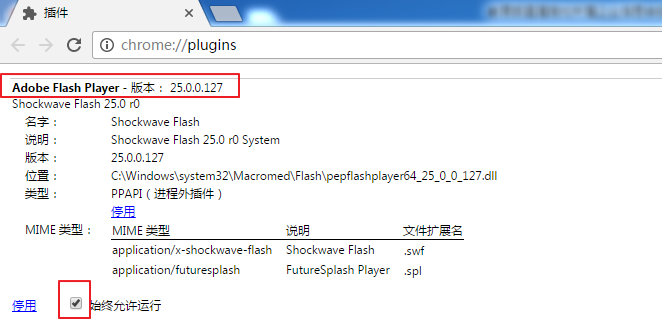 插件
chrome://plugins
Adobe Flash Player - 版本： 25.0.0.127
Shockwave Flash 25.0 r0
名字： Shockwave Flash
说明： Shockwave Flash 25.0 r0 System
版本： 25.0.0.127
位置： C:\Windows\system32\Macromed\Flash\pepflashplayer64_25_0_0_127.dll
类型： PPAPI（进程外插件）
停用
MIME 类型： MIME 类型 说明 文件扩展名
application/x-shockwave-flash Shockwave Flash .swf
application/futuresplash FutureSplash Player .spl
停用 始终允许运行